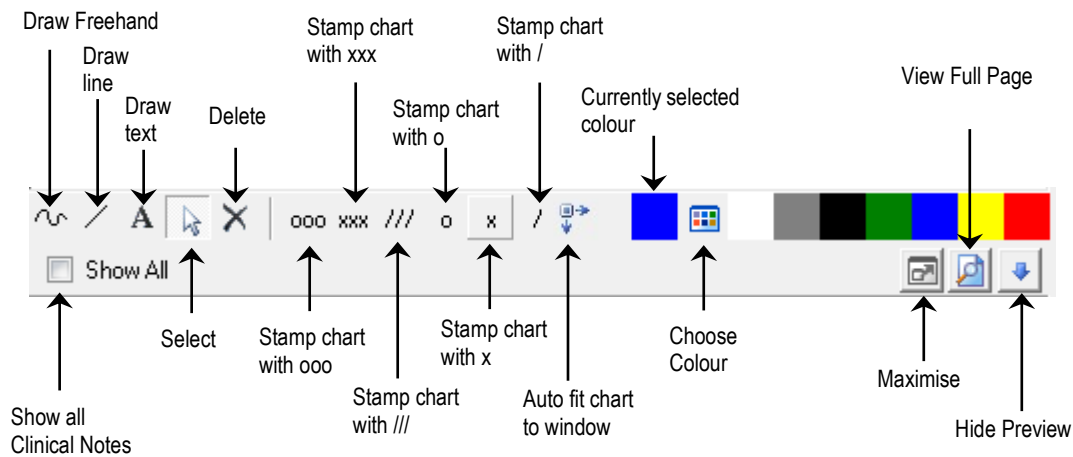 Draw Freehand
Draw
line
Draw
text
Delete
Stamp chart
with xxx
Stamp chart
with o
Stamp chart
with /
Currently selected
colour
View Full Page
A
ooo xxx /// o x /
Show All
Select
Stamp chart
with ooo
Stamp chart
with ///
Stamp chart
with x
Auto fit chart
to window
Choose
Colour
Maximise
Hide Preview
Show all
Clinical Notes